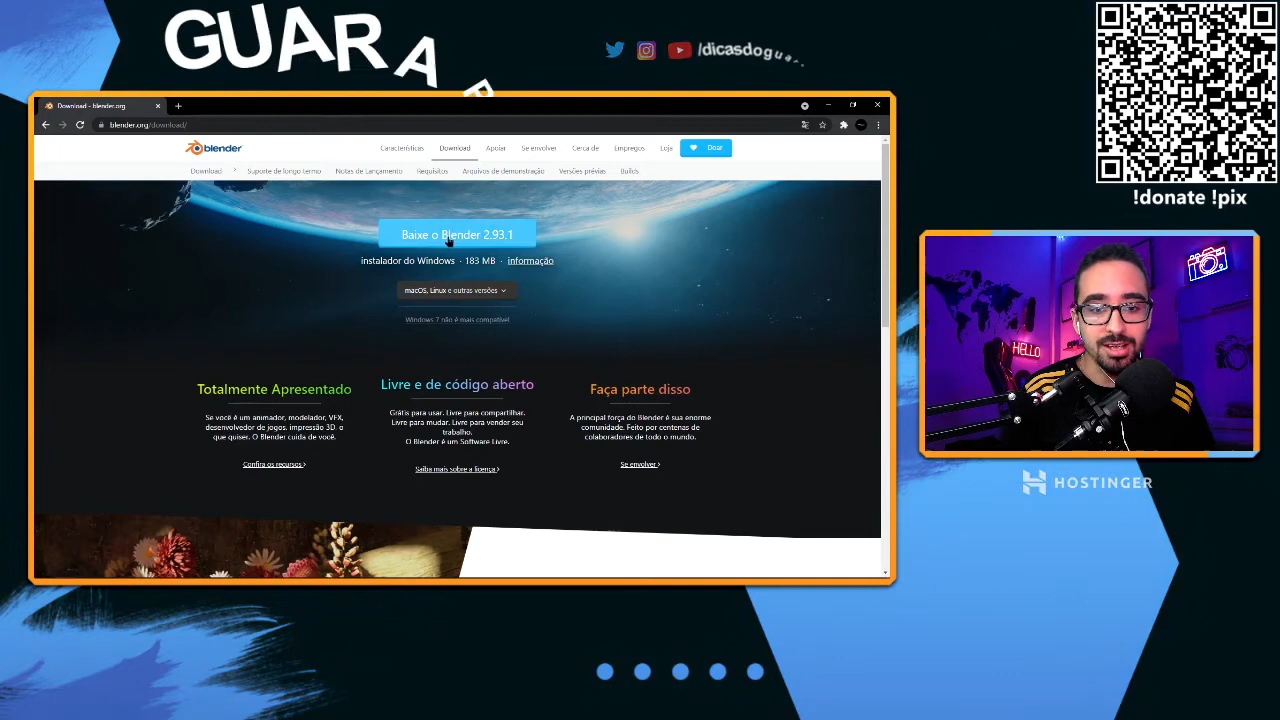 GUARA
/dicasdogua..
Download - blender.org
blender.org/download/
blender
Características
Download
Apoiar
Se envolver
Cerca de
Empregos
Loja
Doar
Download
Suporte de longo termo
Notas de Lançamento
Requisitos
Arquivos de demonstração
Versões prévias
Builds
Baixe o Blender 2.93.1
instalador do Windows · 183 MB · informação
macOS, Linux e outras versões
Windows 7 não é mais compatível
Totalmente Apresentado
Se você é um animador, modelador, VFX,
desenvolvedor de jogos, impressão 3D, o
que quiser. O Blender cuida de você.
Confira os recursos
Livre e de código aberto
Grátis para usar. Livre para compartilhar.
Livre para mudar. Livre para vender seu
trabalho.
O Blender é um Software Livre.
Saiba mais sobre a licença
Faça parte disso
A principal força do Blender é sua enorme
comunidade. Feito por centenas de
colaboradores de todo o mundo.
Se envolver
!donate !pix
HELLO
HOSTINGER